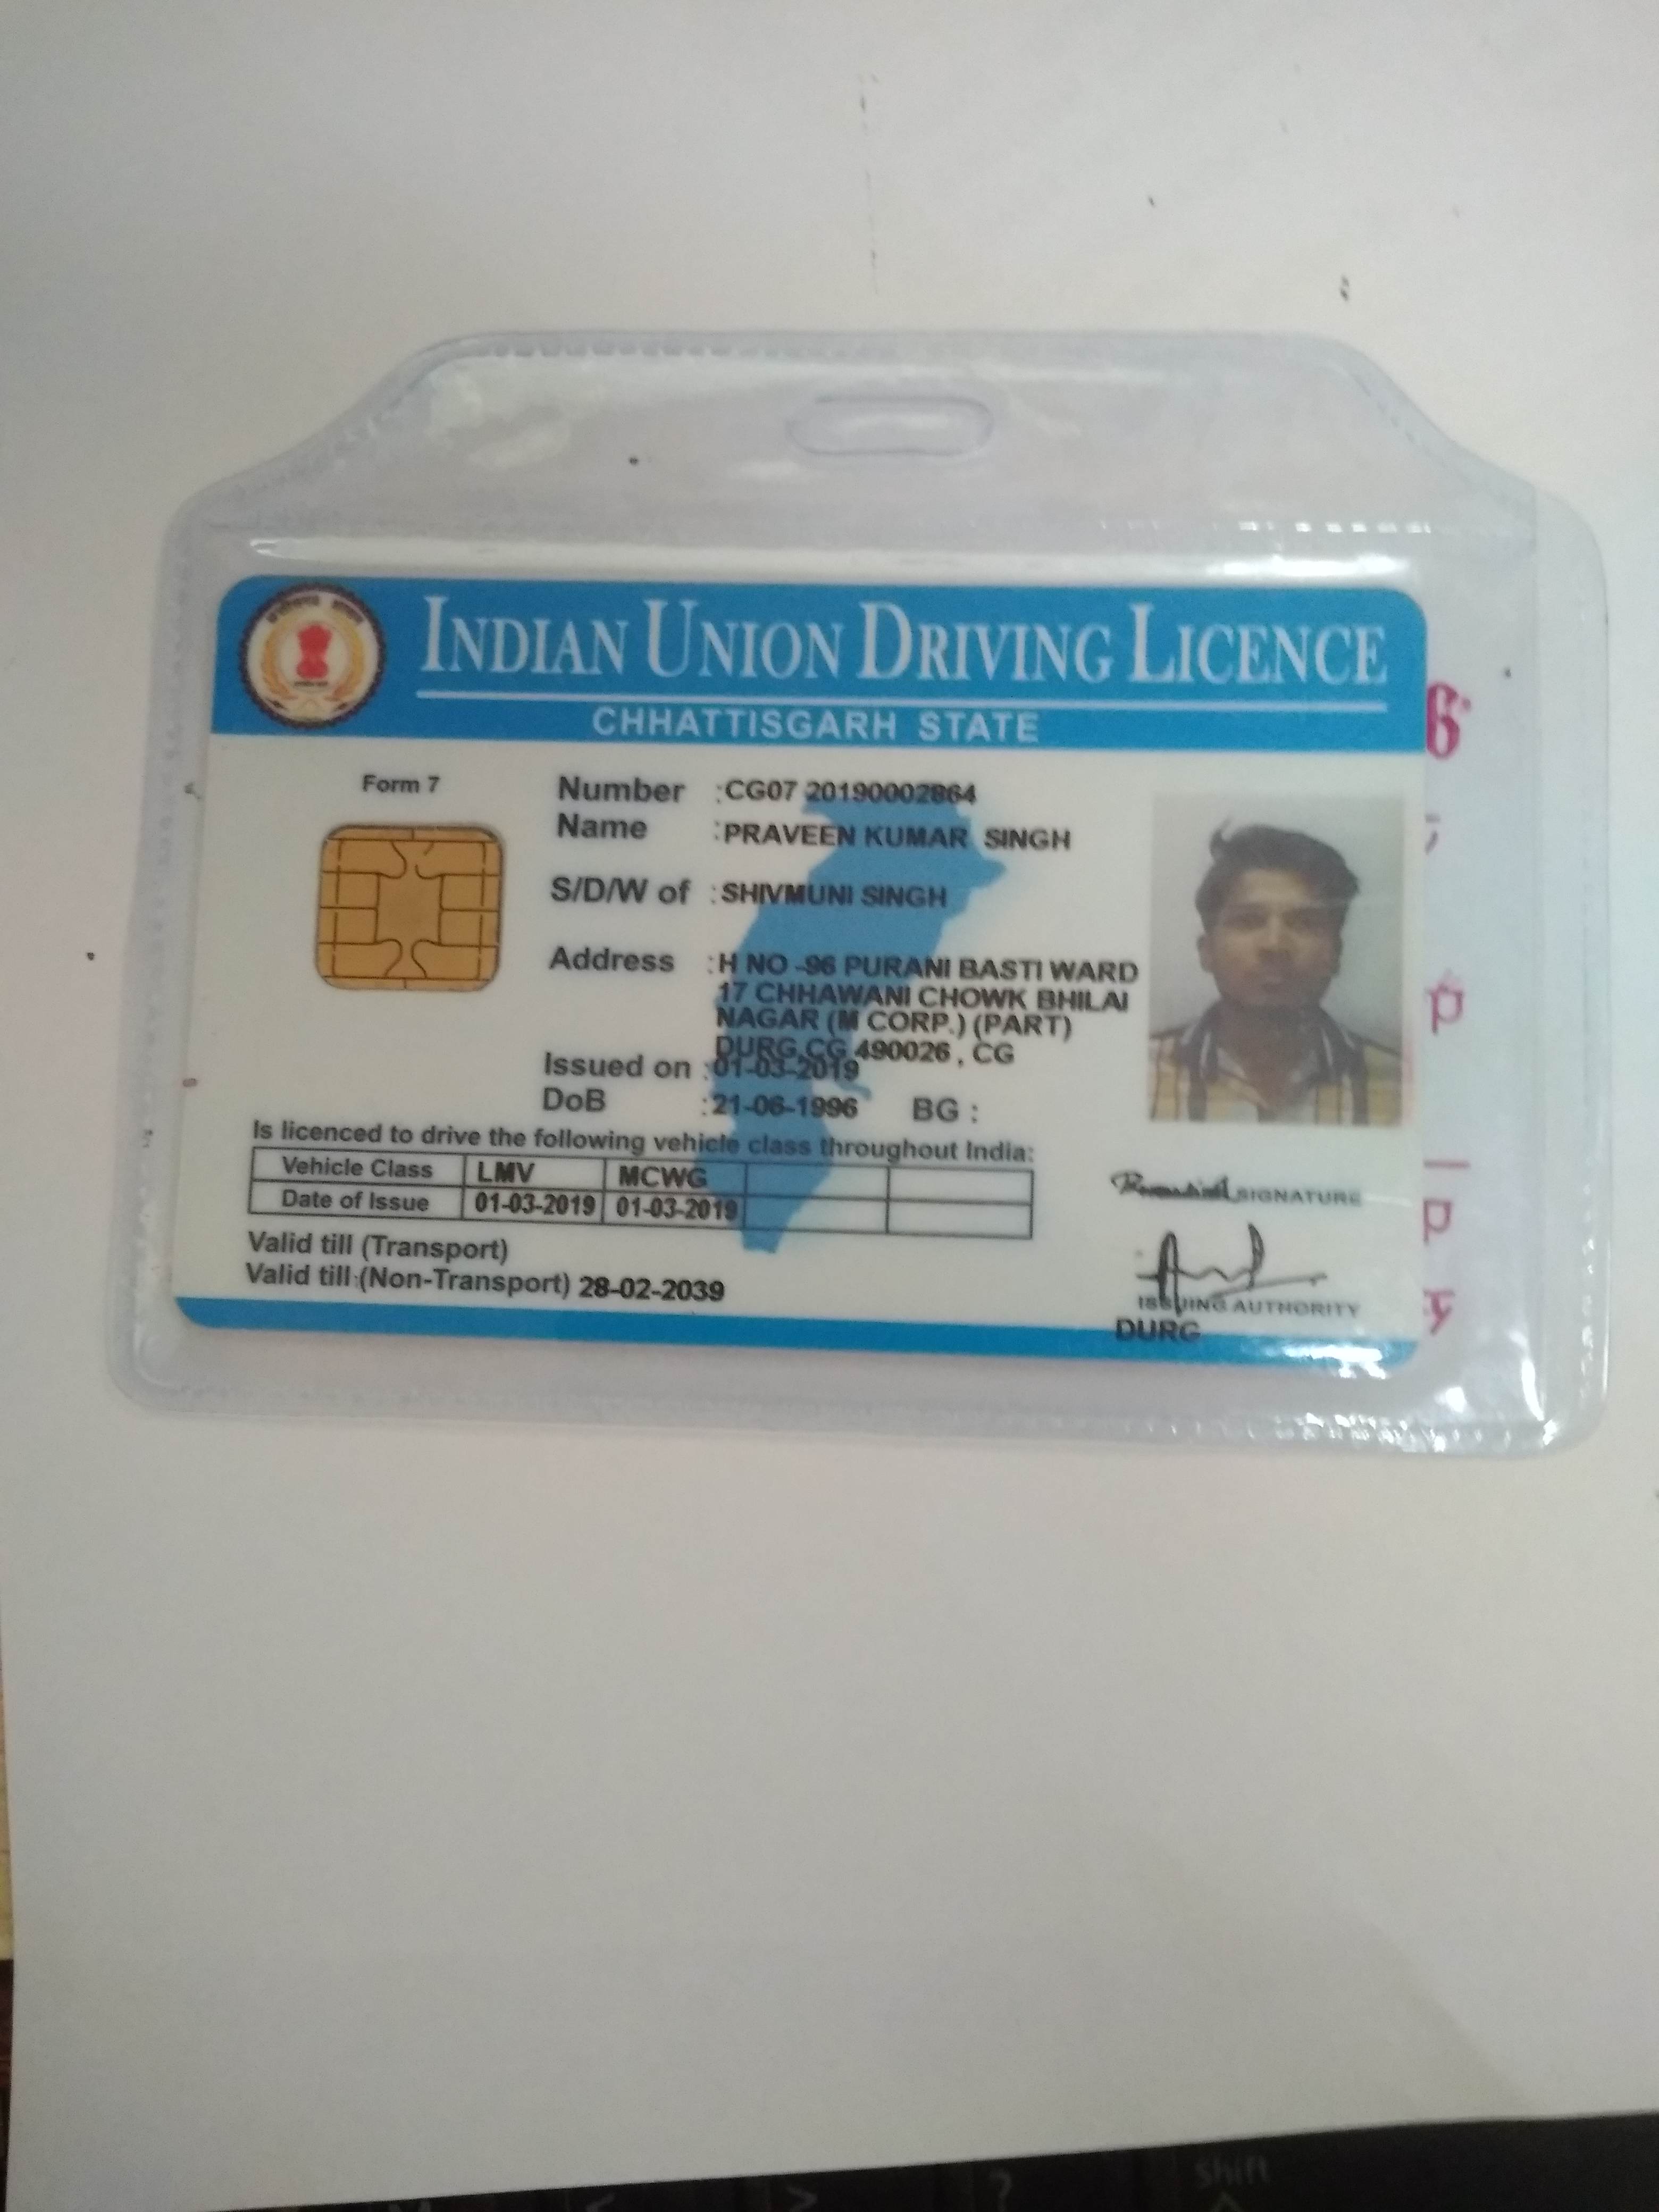 INDIAN UNION DRIVING LICENCE
CHHATTISGARH STATE
Form 7
Number :CG07 20190002864
Name :PRAVEEN KUMAR SINGH
S/D/W of :SHIVMUNI SINGH
Address :H NO -96 PURANI BASTI WARD
17 CHHAWANI CHOWK BHILAI
NAGAR (M CORP.) (PART)
DURG,CG 490026 , CG
Issued on :01-03-2019
DoB :21-06-1996 BG :
Is licenced to drive the following vehicle class throughout India:
Vehicle Class LMV MCWG
Date of Issue 01-03-2019 01-03-2019
Valid till (Transport)
Valid till:(Non-Transport) 28-02-2039
SIGNATURE
ISSUING AUTHORITY
DURG
?
shift